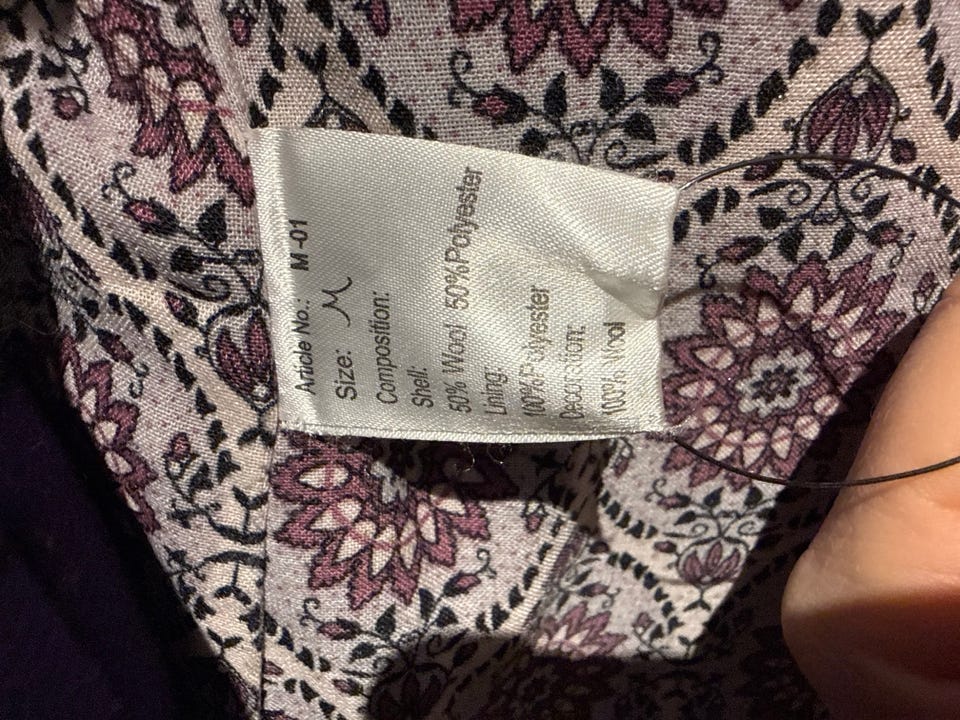 Article No.: M-01
Size: M
Composition:
Shell:
50% Wool 50%Polyester
Lining:
100%Polyester
Decoration:
100% Wool